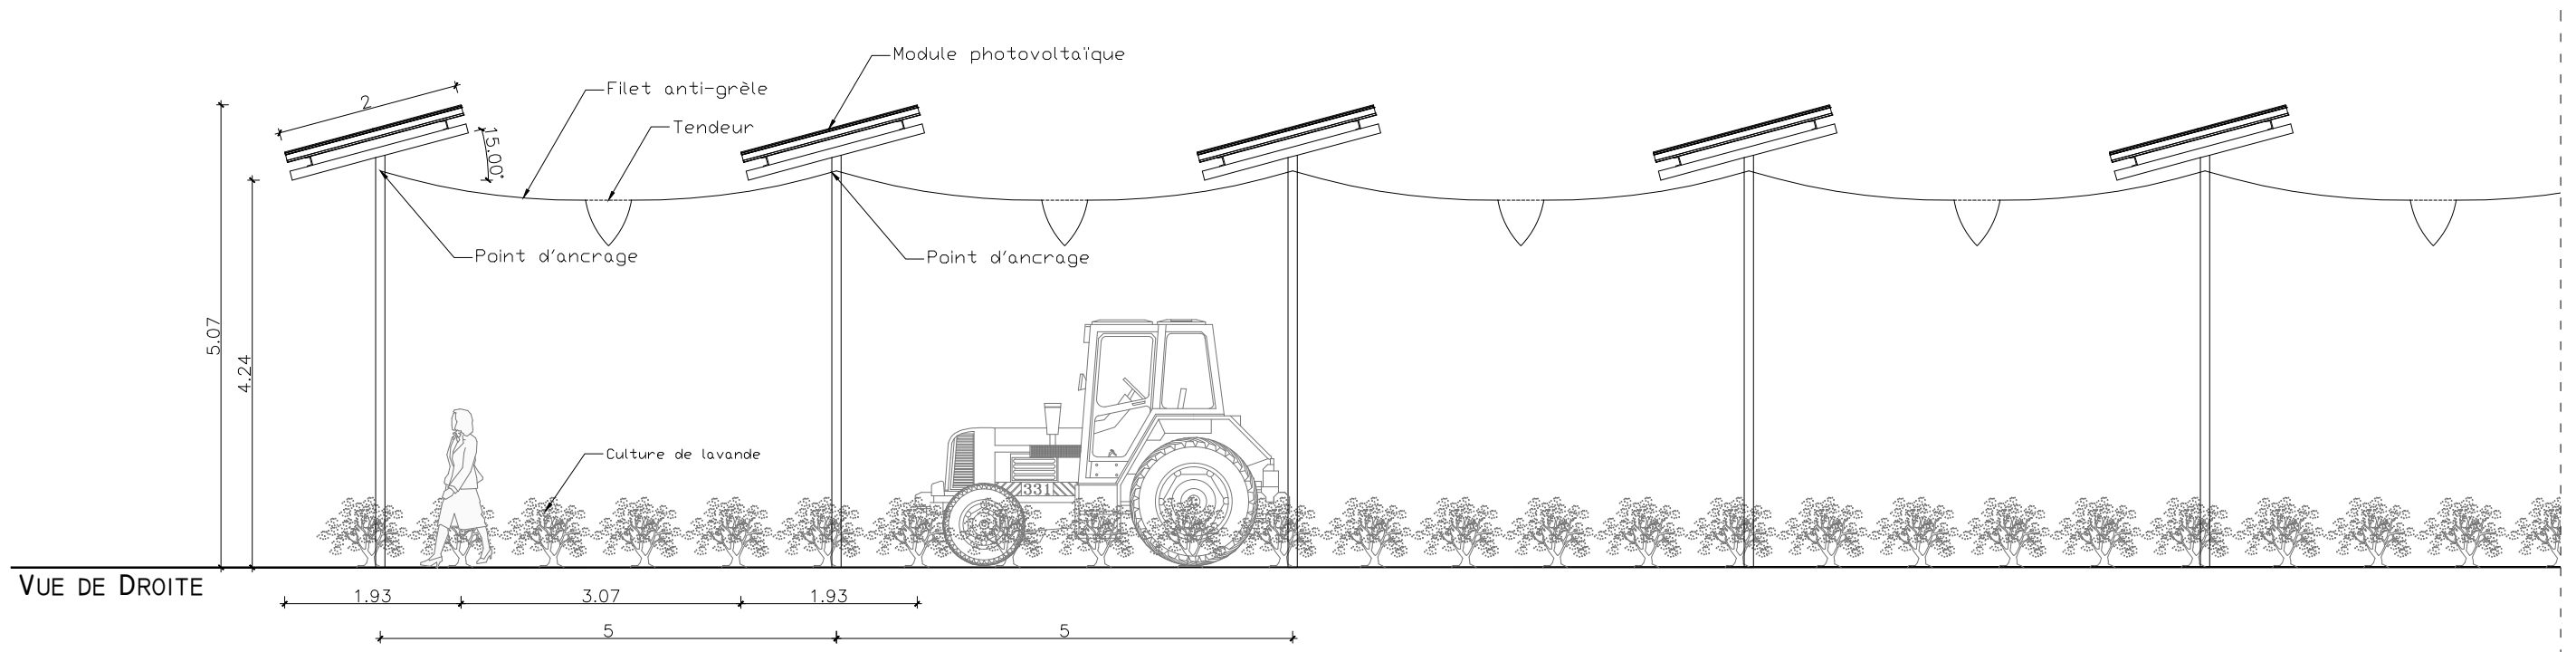 Module photovoltaïque
Filet anti-grèle
2
Tendeur
15.00°
Point d'ancrage
Point d'ancrage
5.07
4.24
Culture de lavande
331
VUE DE DROITE
1.93
3.07
1.93
5
5